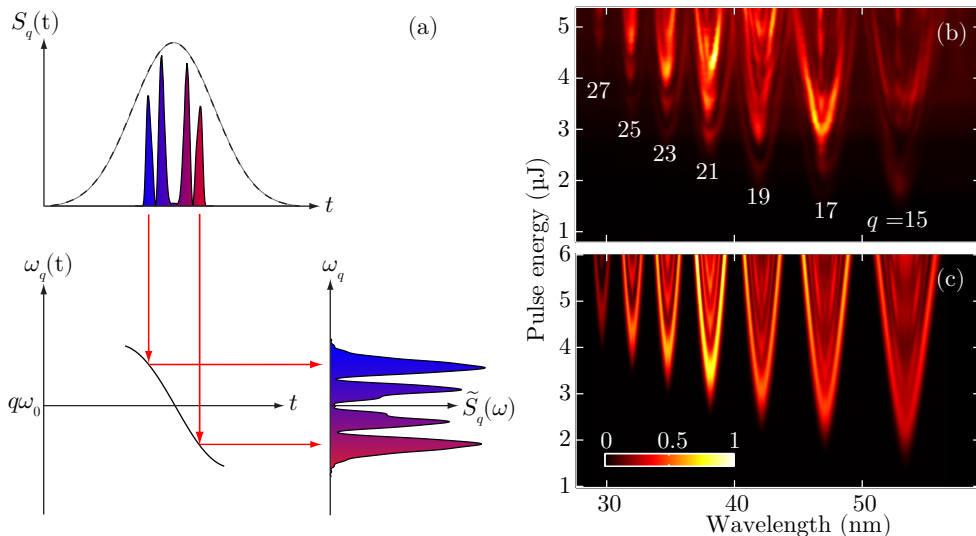 S_q(t)
(a)
t
ω_q(t)
ω_q
qω_0
t
S̃_q(ω)
(b)
5
4
3
2
1
27
25
23
21
19
17
q =15
Pulse energy (µJ)
(c)
6
5
4
3
2
1
0 0.5 1
30 40 50
Wavelength (nm)